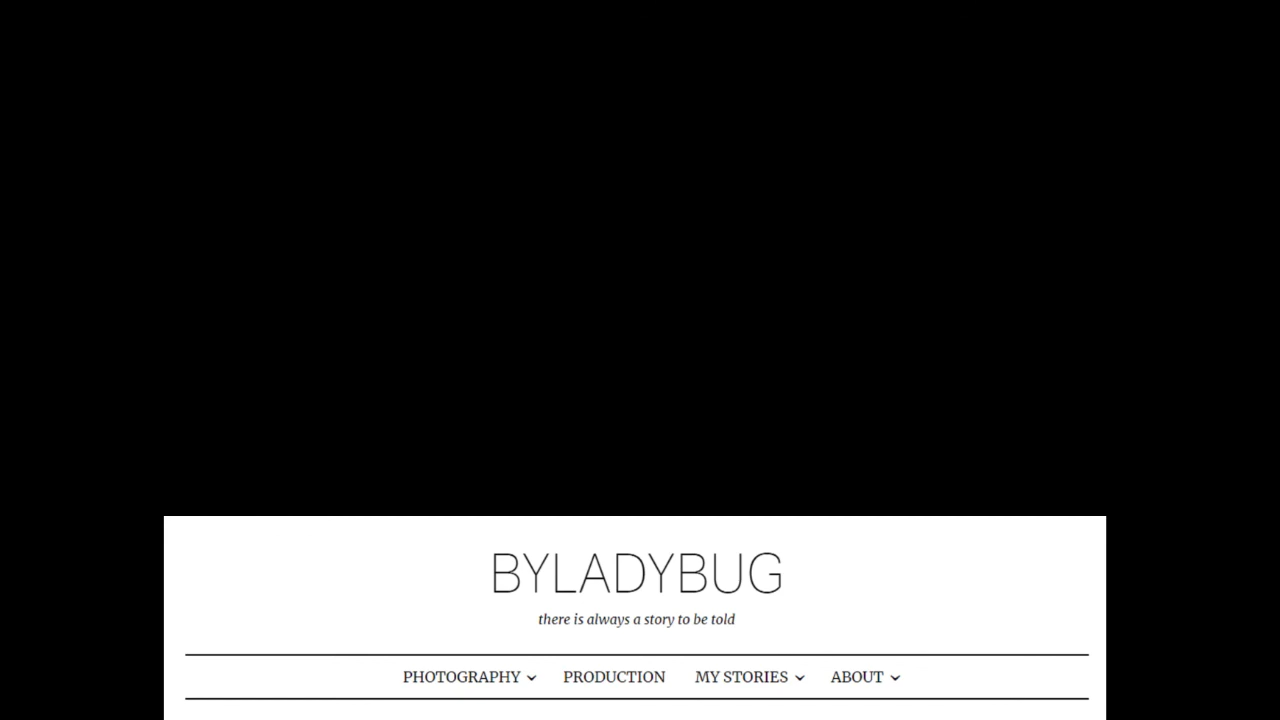 BYLADYBUG
there is always a story to be told
PHOTOGRAPHY PRODUCTION MY STORIES ABOUT